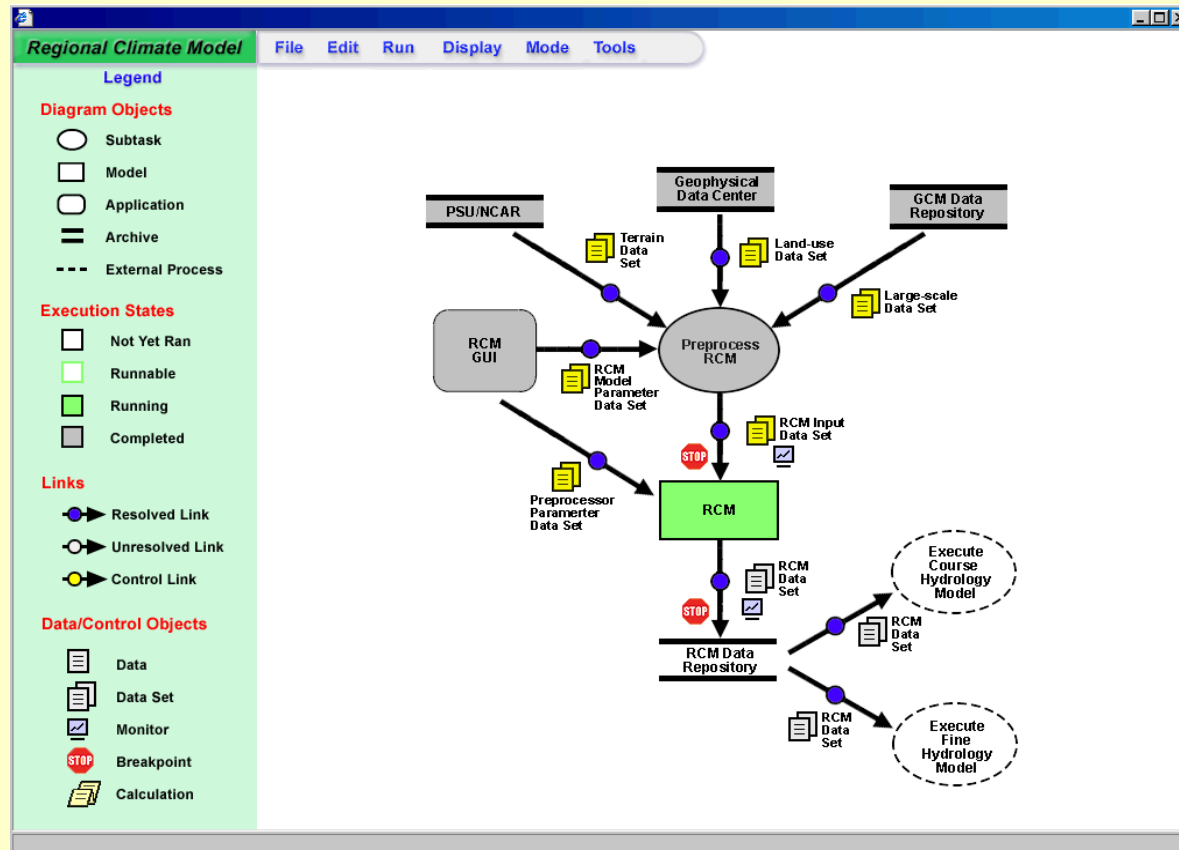 Regional Climate Model
File Edit Run Display Mode Tools
Legend
Diagram Objects
Subtask
Model
Application
Archive
External Process
Execution States
Not Yet Ran
Runnable
Running
Completed
Links
Resolved Link
Unresolved Link
Control Link
Data/Control Objects
Data
Data Set
Monitor
STOP
Breakpoint
Calculation
PSU/NCAR
Geophysical
Data Center
GCM Data
Repository
Terrain
Data
Set
Land-use
Data Set
Large-scale
Data Set
RCM
GUI
Preprocess
RCM
RCM
Model
Parameter
Data Set
RCM Input
Data Set
STOP
Preprocessor
Paramerter
Data Set
RCM
RCM
Data
Set
STOP
RCM Data
Repository
Execute
Course
Hydrology
Model
RCM
Data
Set
RCM
Data
Set
Execute
Fine
Hydrology
Model